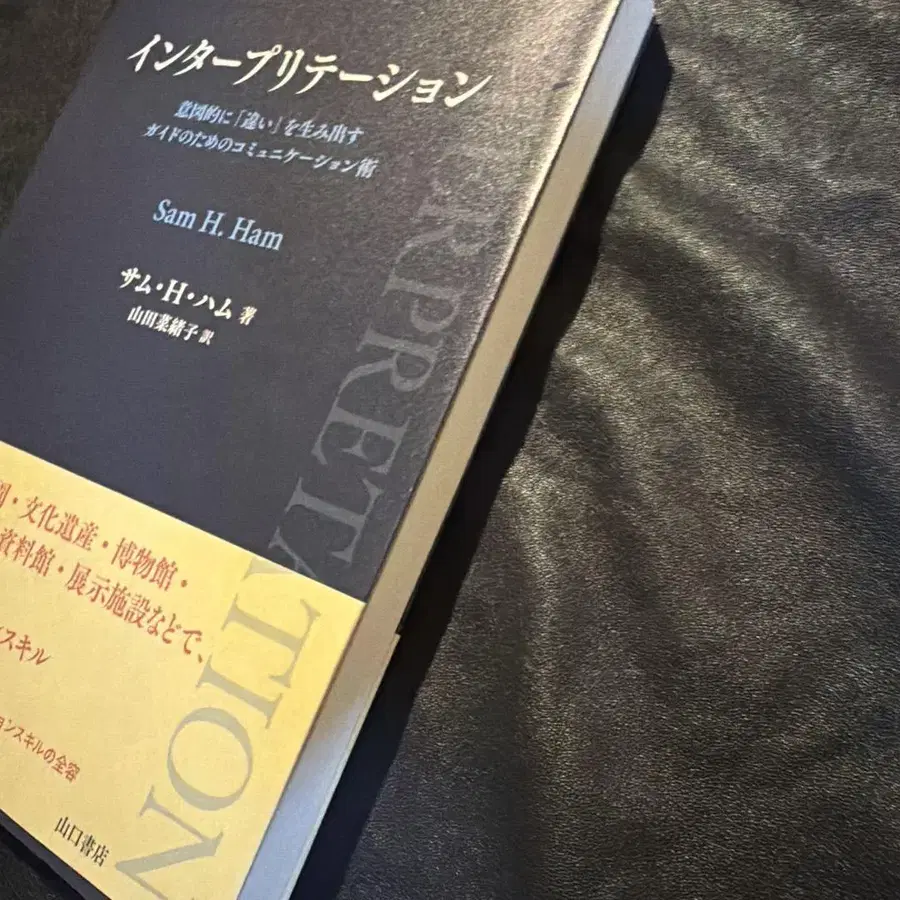 インタープリテーション
意図的に「違い」を生み出す
ガイドのためのコミュニケーション術
Sam H. Ham
サム・H・ハム 著
山田菜緒子 訳
TERPRETATION
・文化遺産・博物館・
資料館・展示施設などで、
スキル
ョンスキルの全容
山口書店